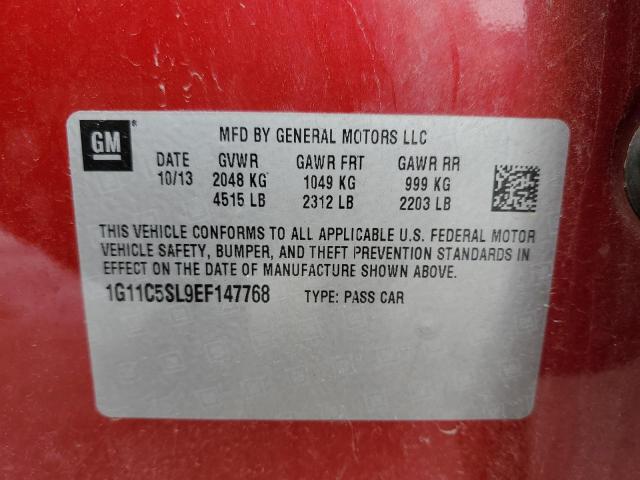 GM MFD BY GENERAL MOTORS LLC
DATE GVWR GAWR FRT GAWR RR
10/13 2048 KG 1049 KG 999 KG
4515 LB 2312 LB 2203 LB
THIS VEHICLE CONFORMS TO ALL APPLICABLE U.S. FEDERAL MOTOR
VEHICLE SAFETY, BUMPER, AND THEFT PREVENTION STANDARDS IN
EFFECT ON THE DATE OF MANUFACTURE SHOWN ABOVE.
1G11C5SL9EF147768 TYPE: PASS CAR